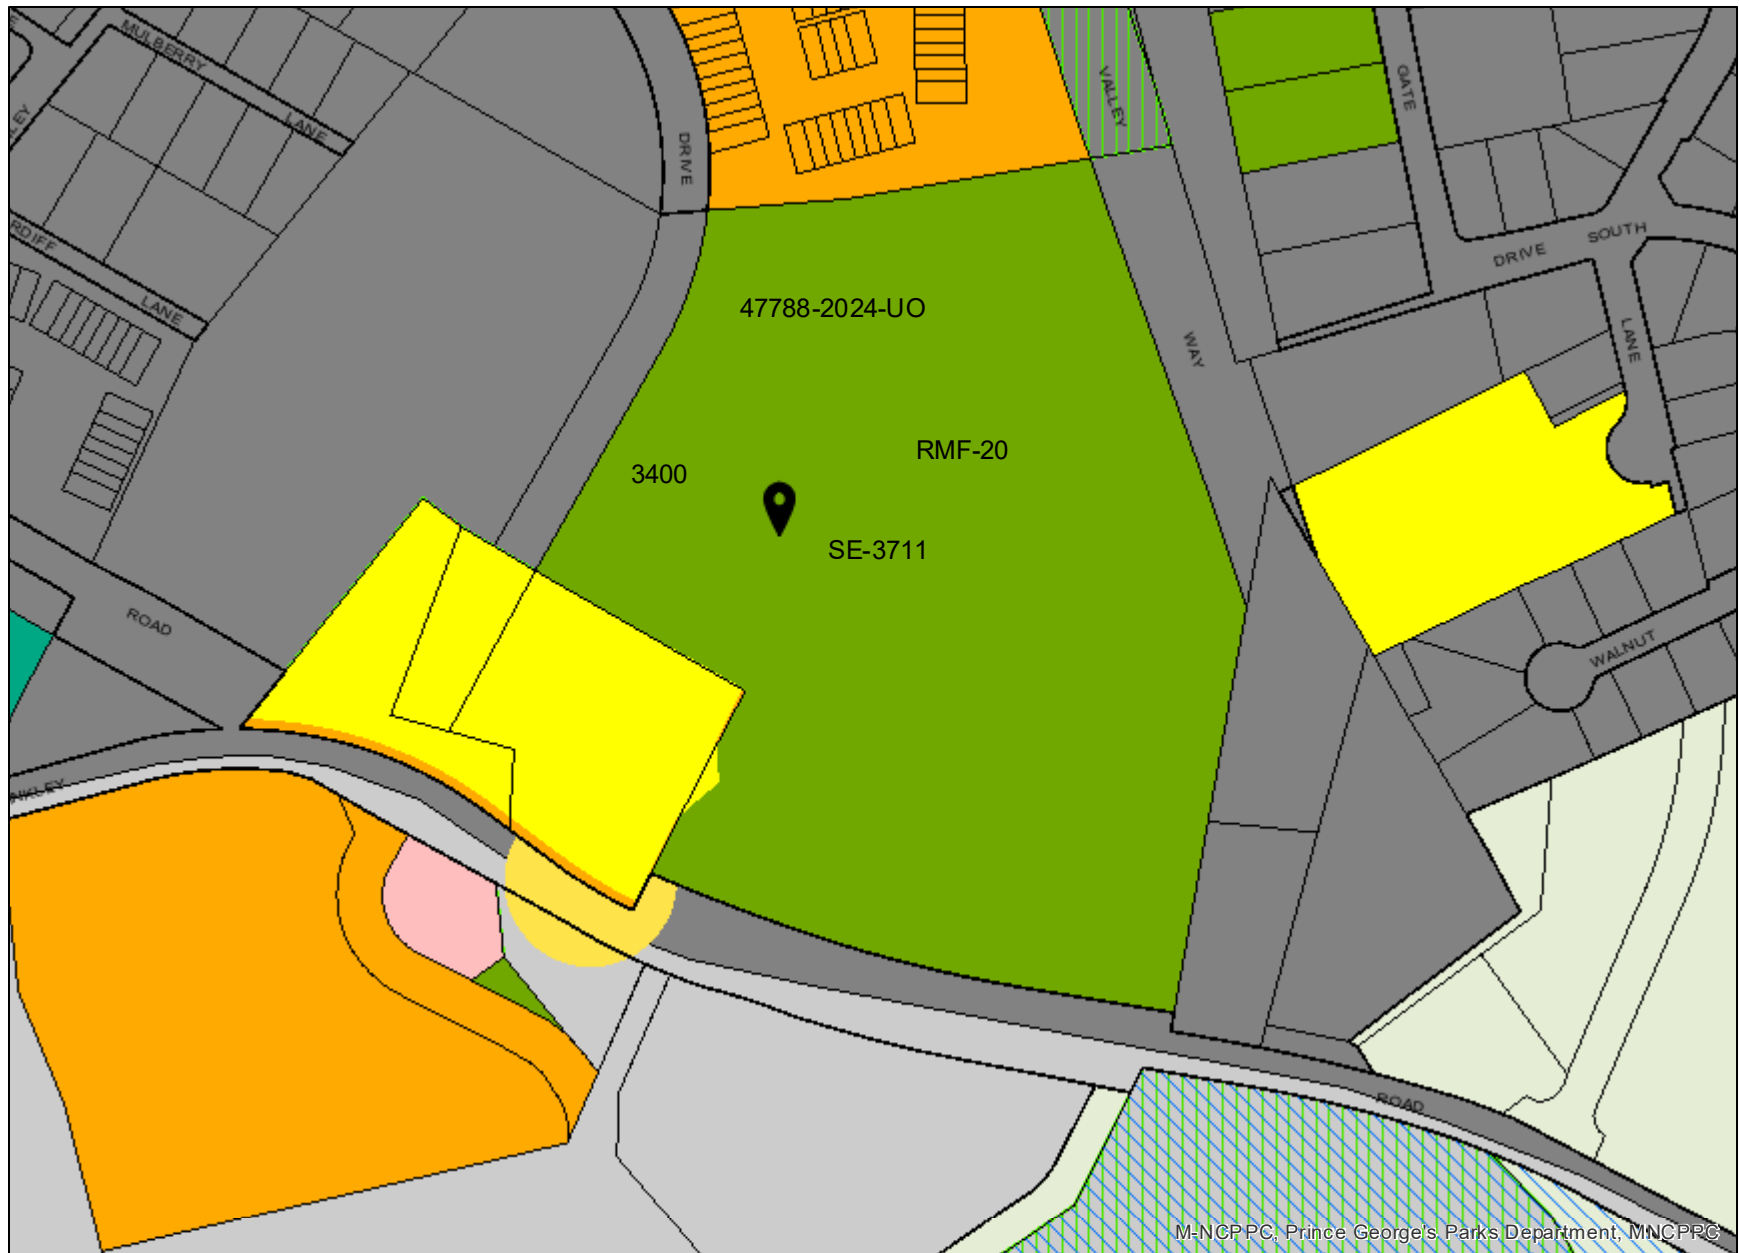 MULBERRY
LANE
VALLEY
GATE
DRIVE
DRIVE
SOUTH
RDIFF
LANE
47788-2024-UO
WAY
LANE
RMF-20
3400
SE-3711
ROAD
WALNUT
NKLEY
ROAD
M-NCPPC, Prince George's Parks Department, MNCPPC